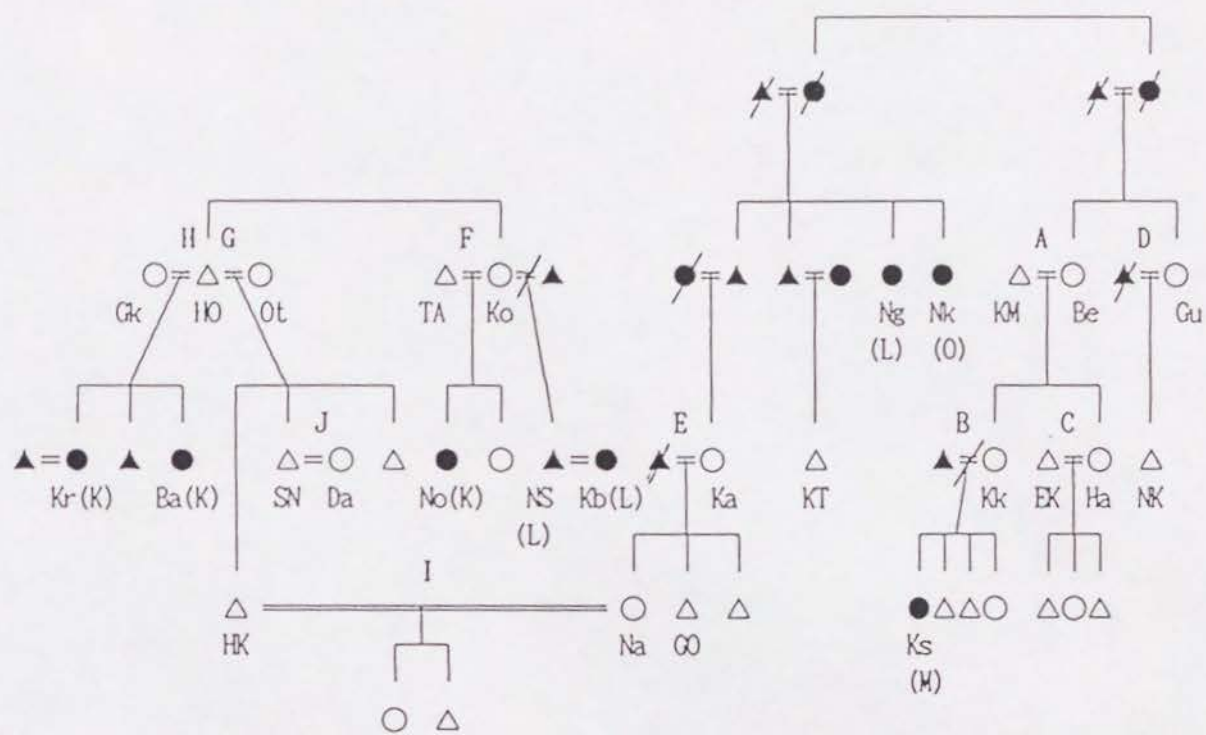 H G F A D
Gk HO Ot TA Ko Ng Nk KM Be Gu
(L) (O)
J E B C
Kr(K) Ba(K) SN Da No(K) NS Kb(L) Ka KT Kk EK Ha NK
(L)
I
HK Na GO Ks
(M)